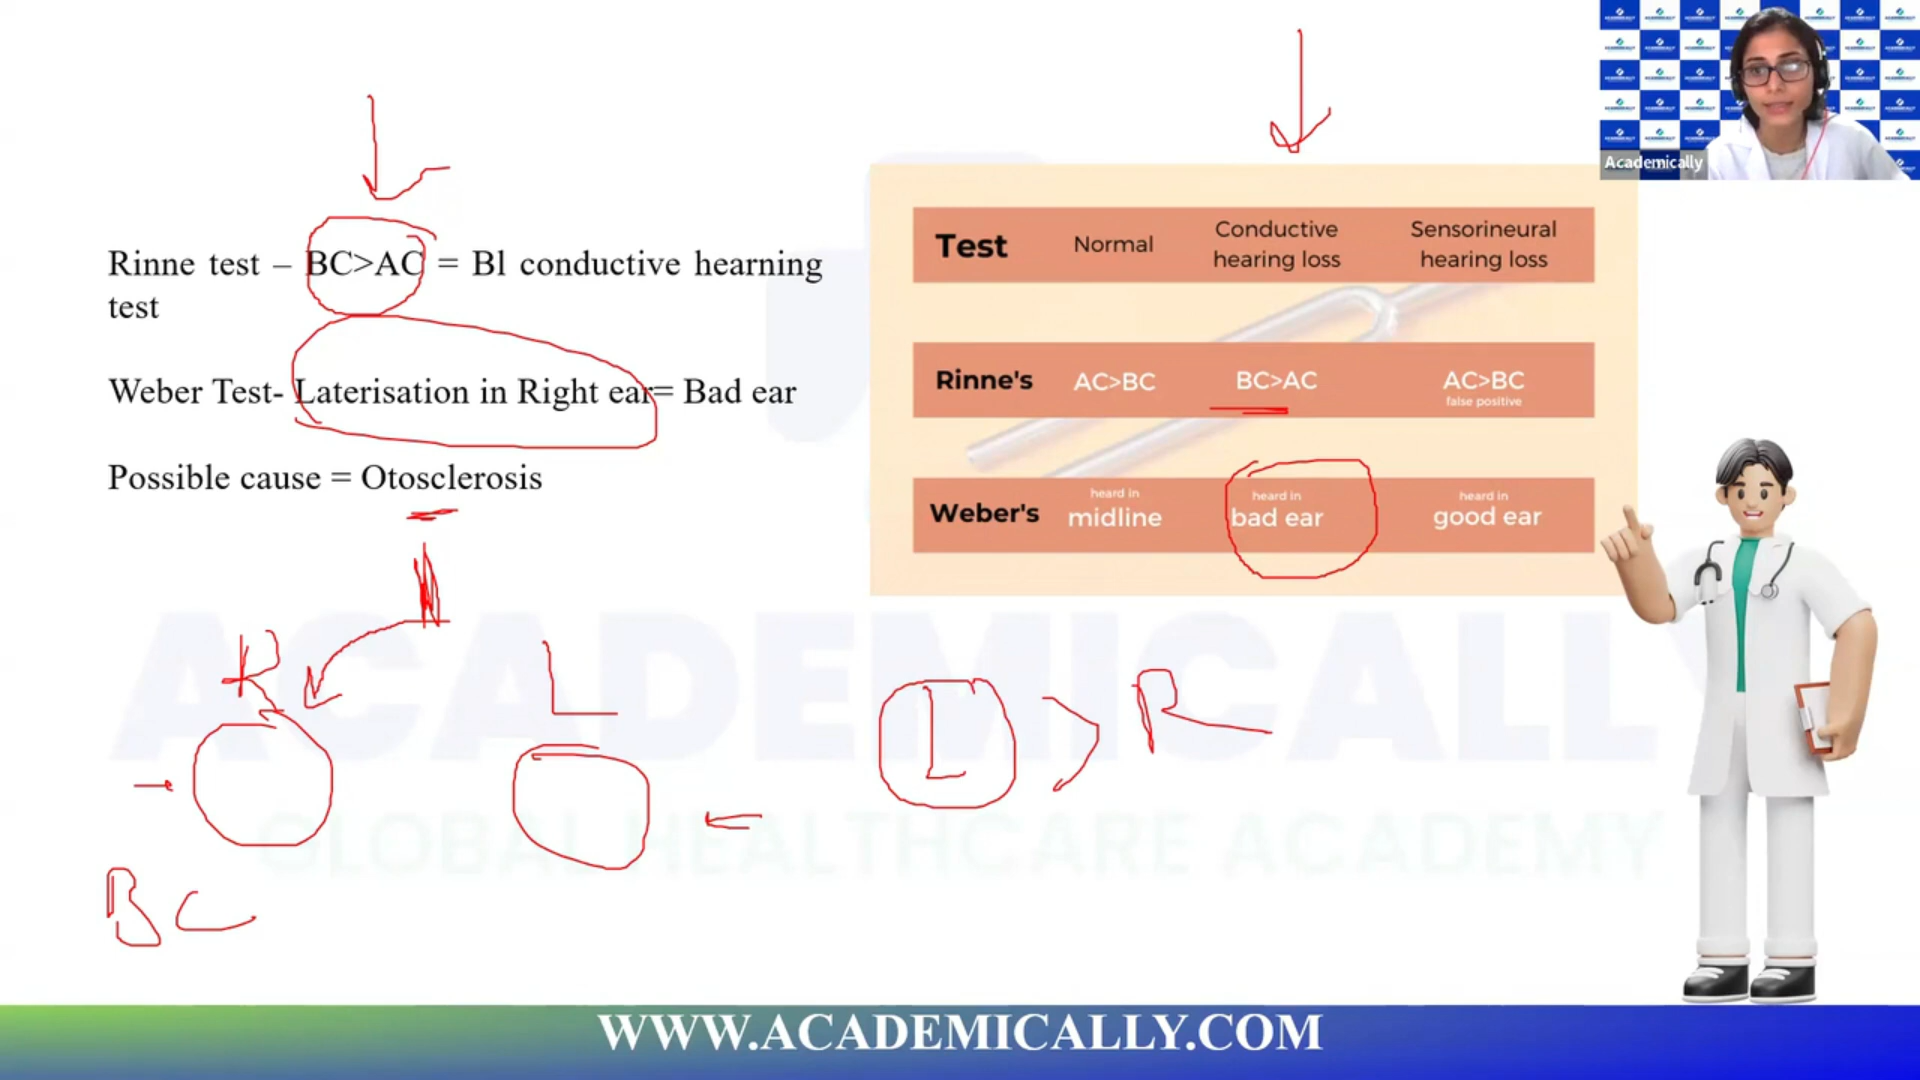 Academically
Rinne test – BC>AC = Bl conductive hearning
test
Weber Test- Laterisation in Right ear= Bad ear
Possible cause = Otosclerosis
Test Normal Conductive hearing loss Sensorineural hearing loss
Rinne's AC>BC BC>AC AC>BC
false positive
Weber's heard in midline heard in bad ear heard in good ear
R L
L > R
BC
ACADEMICALLY
GLOBAL HEALTHCARE ACADEMY
WWW.ACADEMICALLY.COM